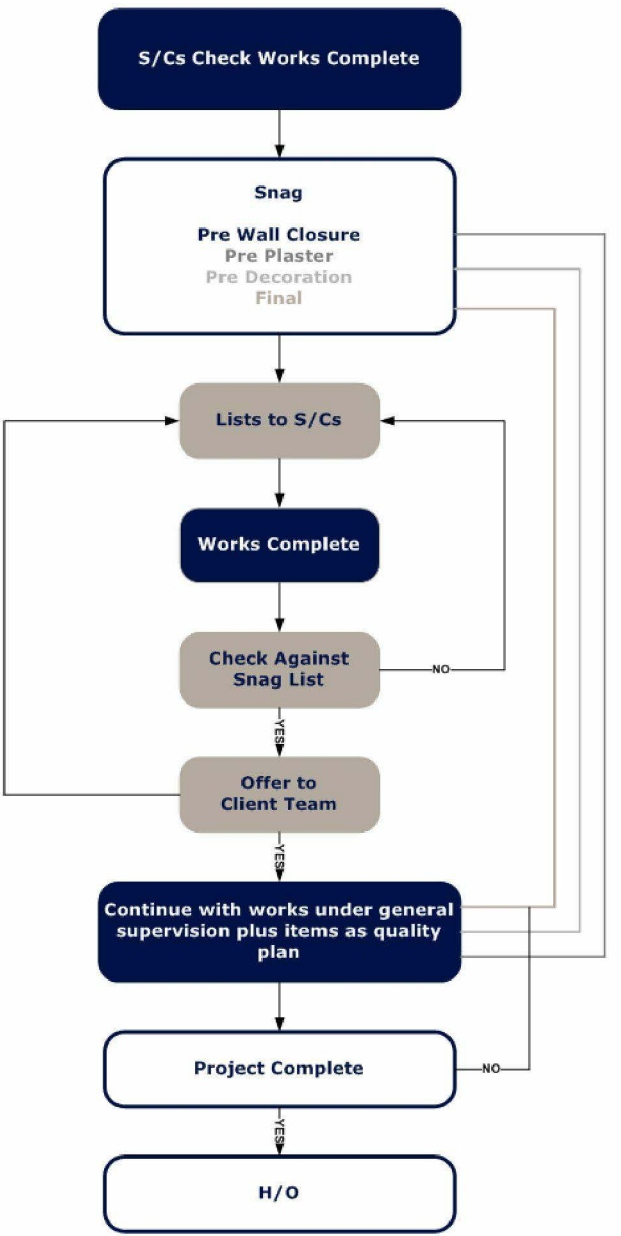 S/Cs Check Works Complete
Snag
Pre Wall Closure
Pre Plaster
Pre Decoration
Final
Lists to S/Cs
Works Complete
Check Against
Snag List
NO
YES
Offer to
Client Team
YES
Continue with works under general
supervision plus items as quality
plan
Project Complete
NO
YES
H/O